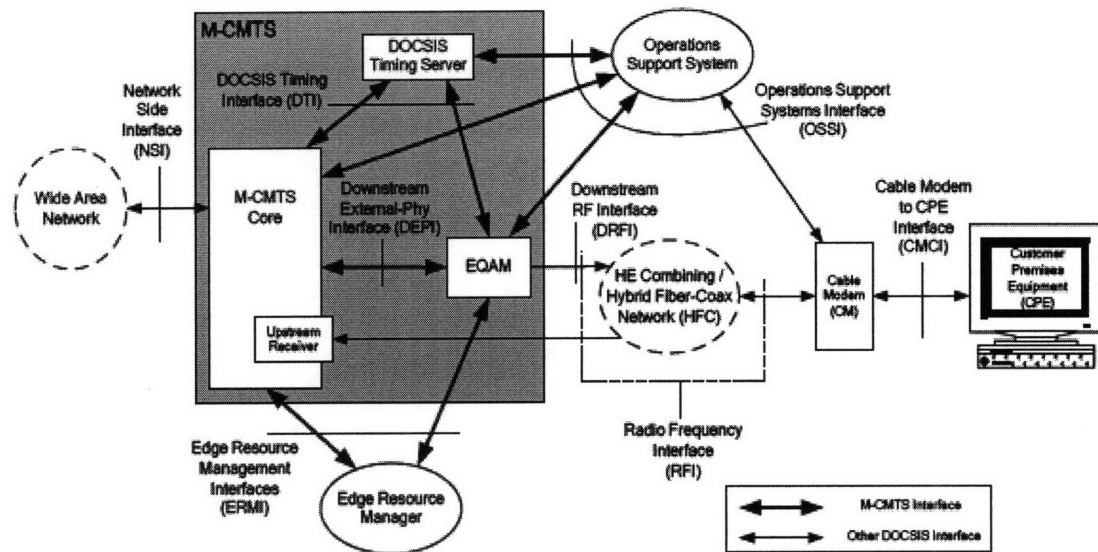 M-CMTS
DOCSIS
Timing Server
Operations
Support System
DOCSIS Timing
Interface (DTI)
Operations Support
Systems Interface
(OSSI)
Network
Side
Interface
(NSI)
Wide Area
Network
M-CMTS
Core
Downstream
External-Phy
Interface (DEPI)
Downstream
RF Interface
(DRFI)
Cable Modem
to CPE
Interface
(CMCI)
EQAM
HE Combining /
Hybrid Fiber-Coax
Network (HFC)
Cable
Modem
(CM)
Customer
Premises
Equipment
(CPE)
Upstream
Receiver
Radio Frequency
Interface
(RFI)
Edge Resource
Management
Interfaces
(ERMI)
Edge Resource
Manager
M-CMTS Interface
Other DOCSIS Interface